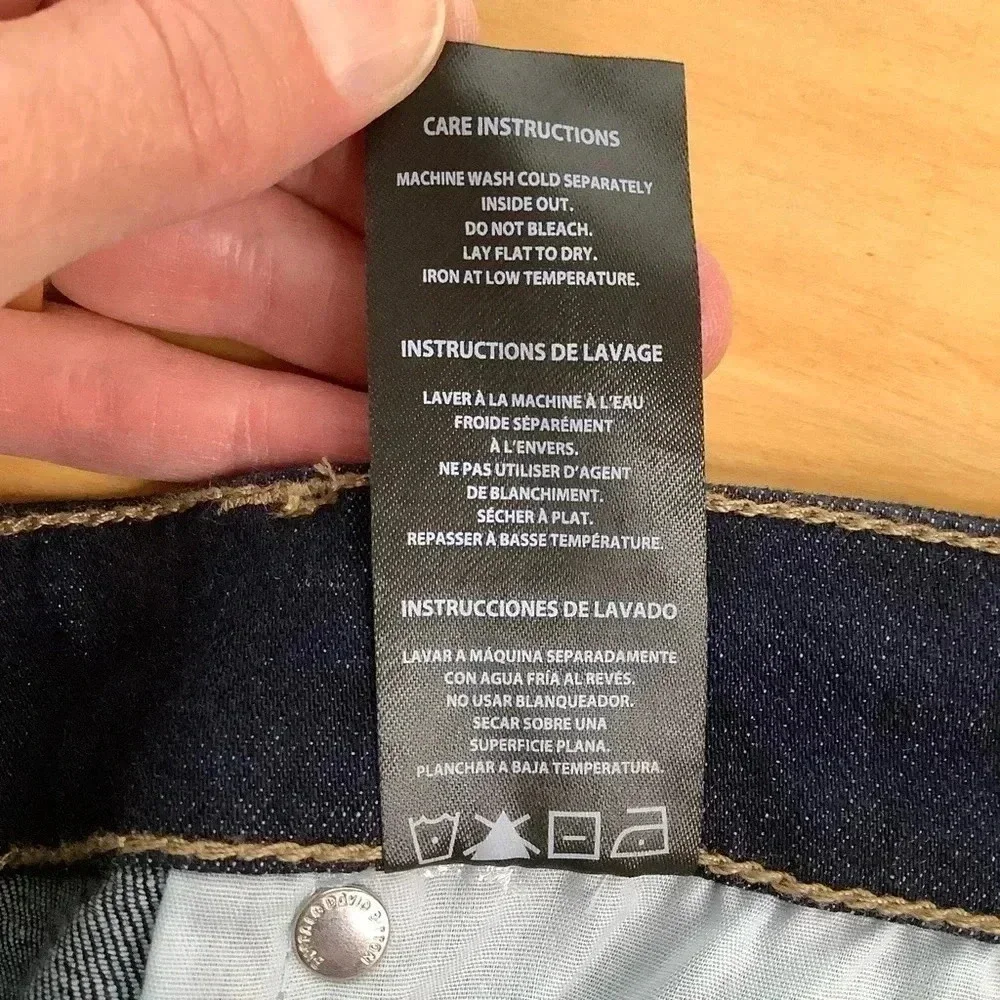 CARE INSTRUCTIONS
MACHINE WASH COLD SEPARATELY
INSIDE OUT.
DO NOT BLEACH.
LAY FLAT TO DRY.
IRON AT LOW TEMPERATURE.
INSTRUCTIONS DE LAVAGE
LAVER À LA MACHINE À L'EAU
FROIDE SÉPARÉMENT
À L'ENVERS.
NE PAS UTILISER D'AGENT
DE BLANCHIMENT.
SÉCHER À PLAT.
REPASSER À BASSE TEMPÉRATURE.
INSTRUCCIONES DE LAVADO
LAVAR A MÁQUINA SEPARADAMENTE
CON AGUA FRÍA AL REVÉS.
NO USAR BLANQUEADOR.
SECAR SOBRE UNA
SUPERFICIE PLANA.
PLANCHAR A BAJA TEMPERATURA.
DAVID